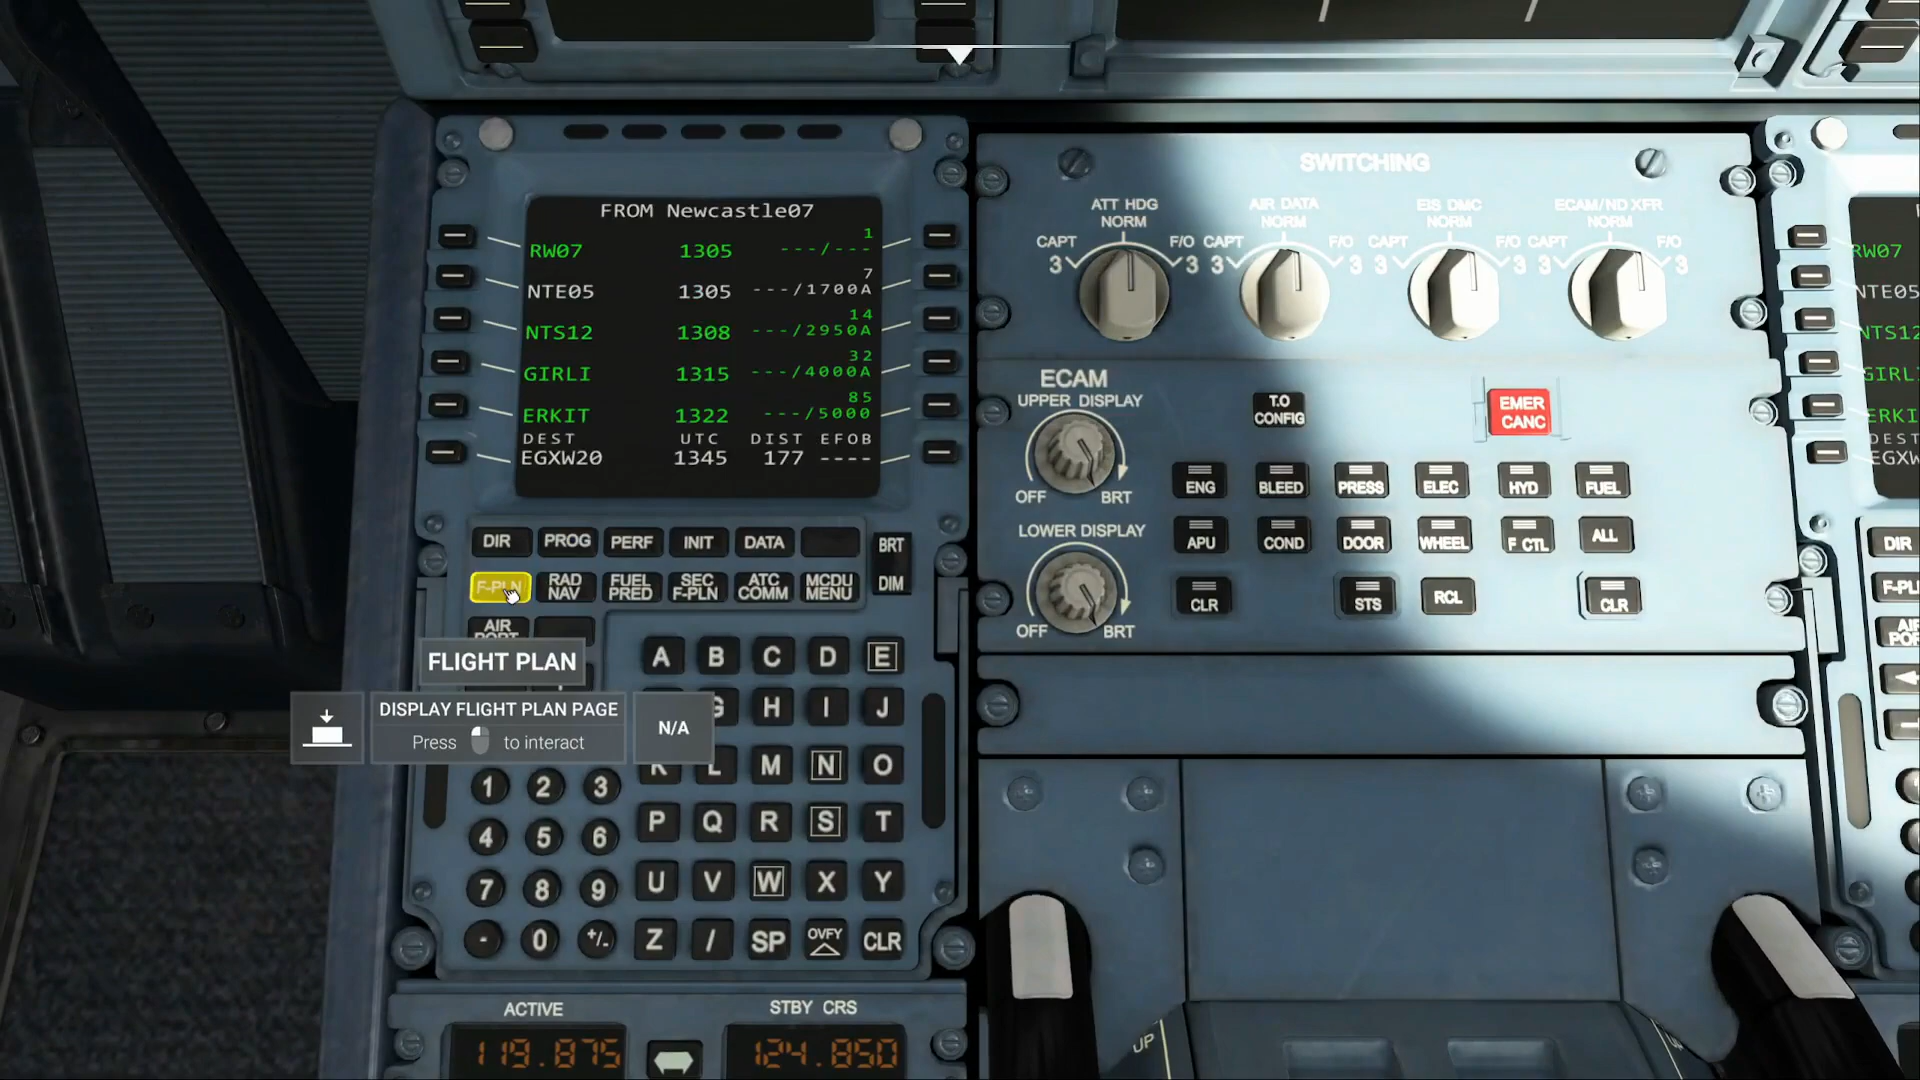 FROM Newcastle07
1
RW07 1305 ---/---
7
NTE05 1305 ---/1700A
14
NTS12 1308 ---/2950A
32
GIRLI 1315 ---/4000A
85
ERKIT 1322 ---/5000
DEST UTC DIST EFOB
EGXW20 1345 177 ----
DIR PROG PERF INIT DATA
BRT
DIM
F-PLN RAD NAV FUEL PRED SEC F-PLN ATC COMM MCDU MENU
AIR PORT
FLIGHT PLAN
DISPLAY FLIGHT PLAN PAGE
Press to interact
N/A
A B C D E
G H I J
K L M N O
P Q R S T
U V W X Y
Z / SP OVFY CLR
1 2 3
4 5 6
7 8 9
- 0 +/-
ACTIVE STBY CRS
119.875 124.850
SWITCHING
ATT HDG AIR DATA EIS DMC ECAM/ND XFR
NORM NORM NORM NORM
CAPT F/O CAPT F/O CAPT F/O CAPT F/O
3 3 3 3 3 3 3 3
ECAM
UPPER DISPLAY
OFF BRT
LOWER DISPLAY
OFF BRT
T.O CONFIG
EMER CANC
ENG BLEED PRESS ELEC HYD FUEL
APU COND DOOR WHEEL F CTL ALL
CLR STS RCL CLR
UP
RW07
NTE05
DIR